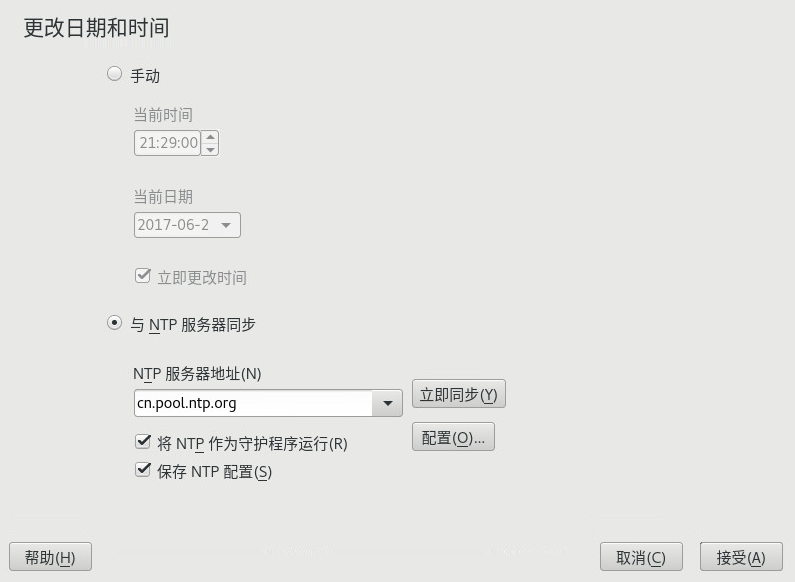 更改日期和时间
手动
当前时间
21:29:00
当前日期
2017-06-2
立即更改时间
与 NTP 服务器同步
NTP 服务器地址(N)
cn.pool.ntp.org
立即同步(Y)
将 NTP 作为守护程序运行(R)
配置(O)...
保存 NTP 配置(S)
帮助(H)
取消(C)
接受(A)